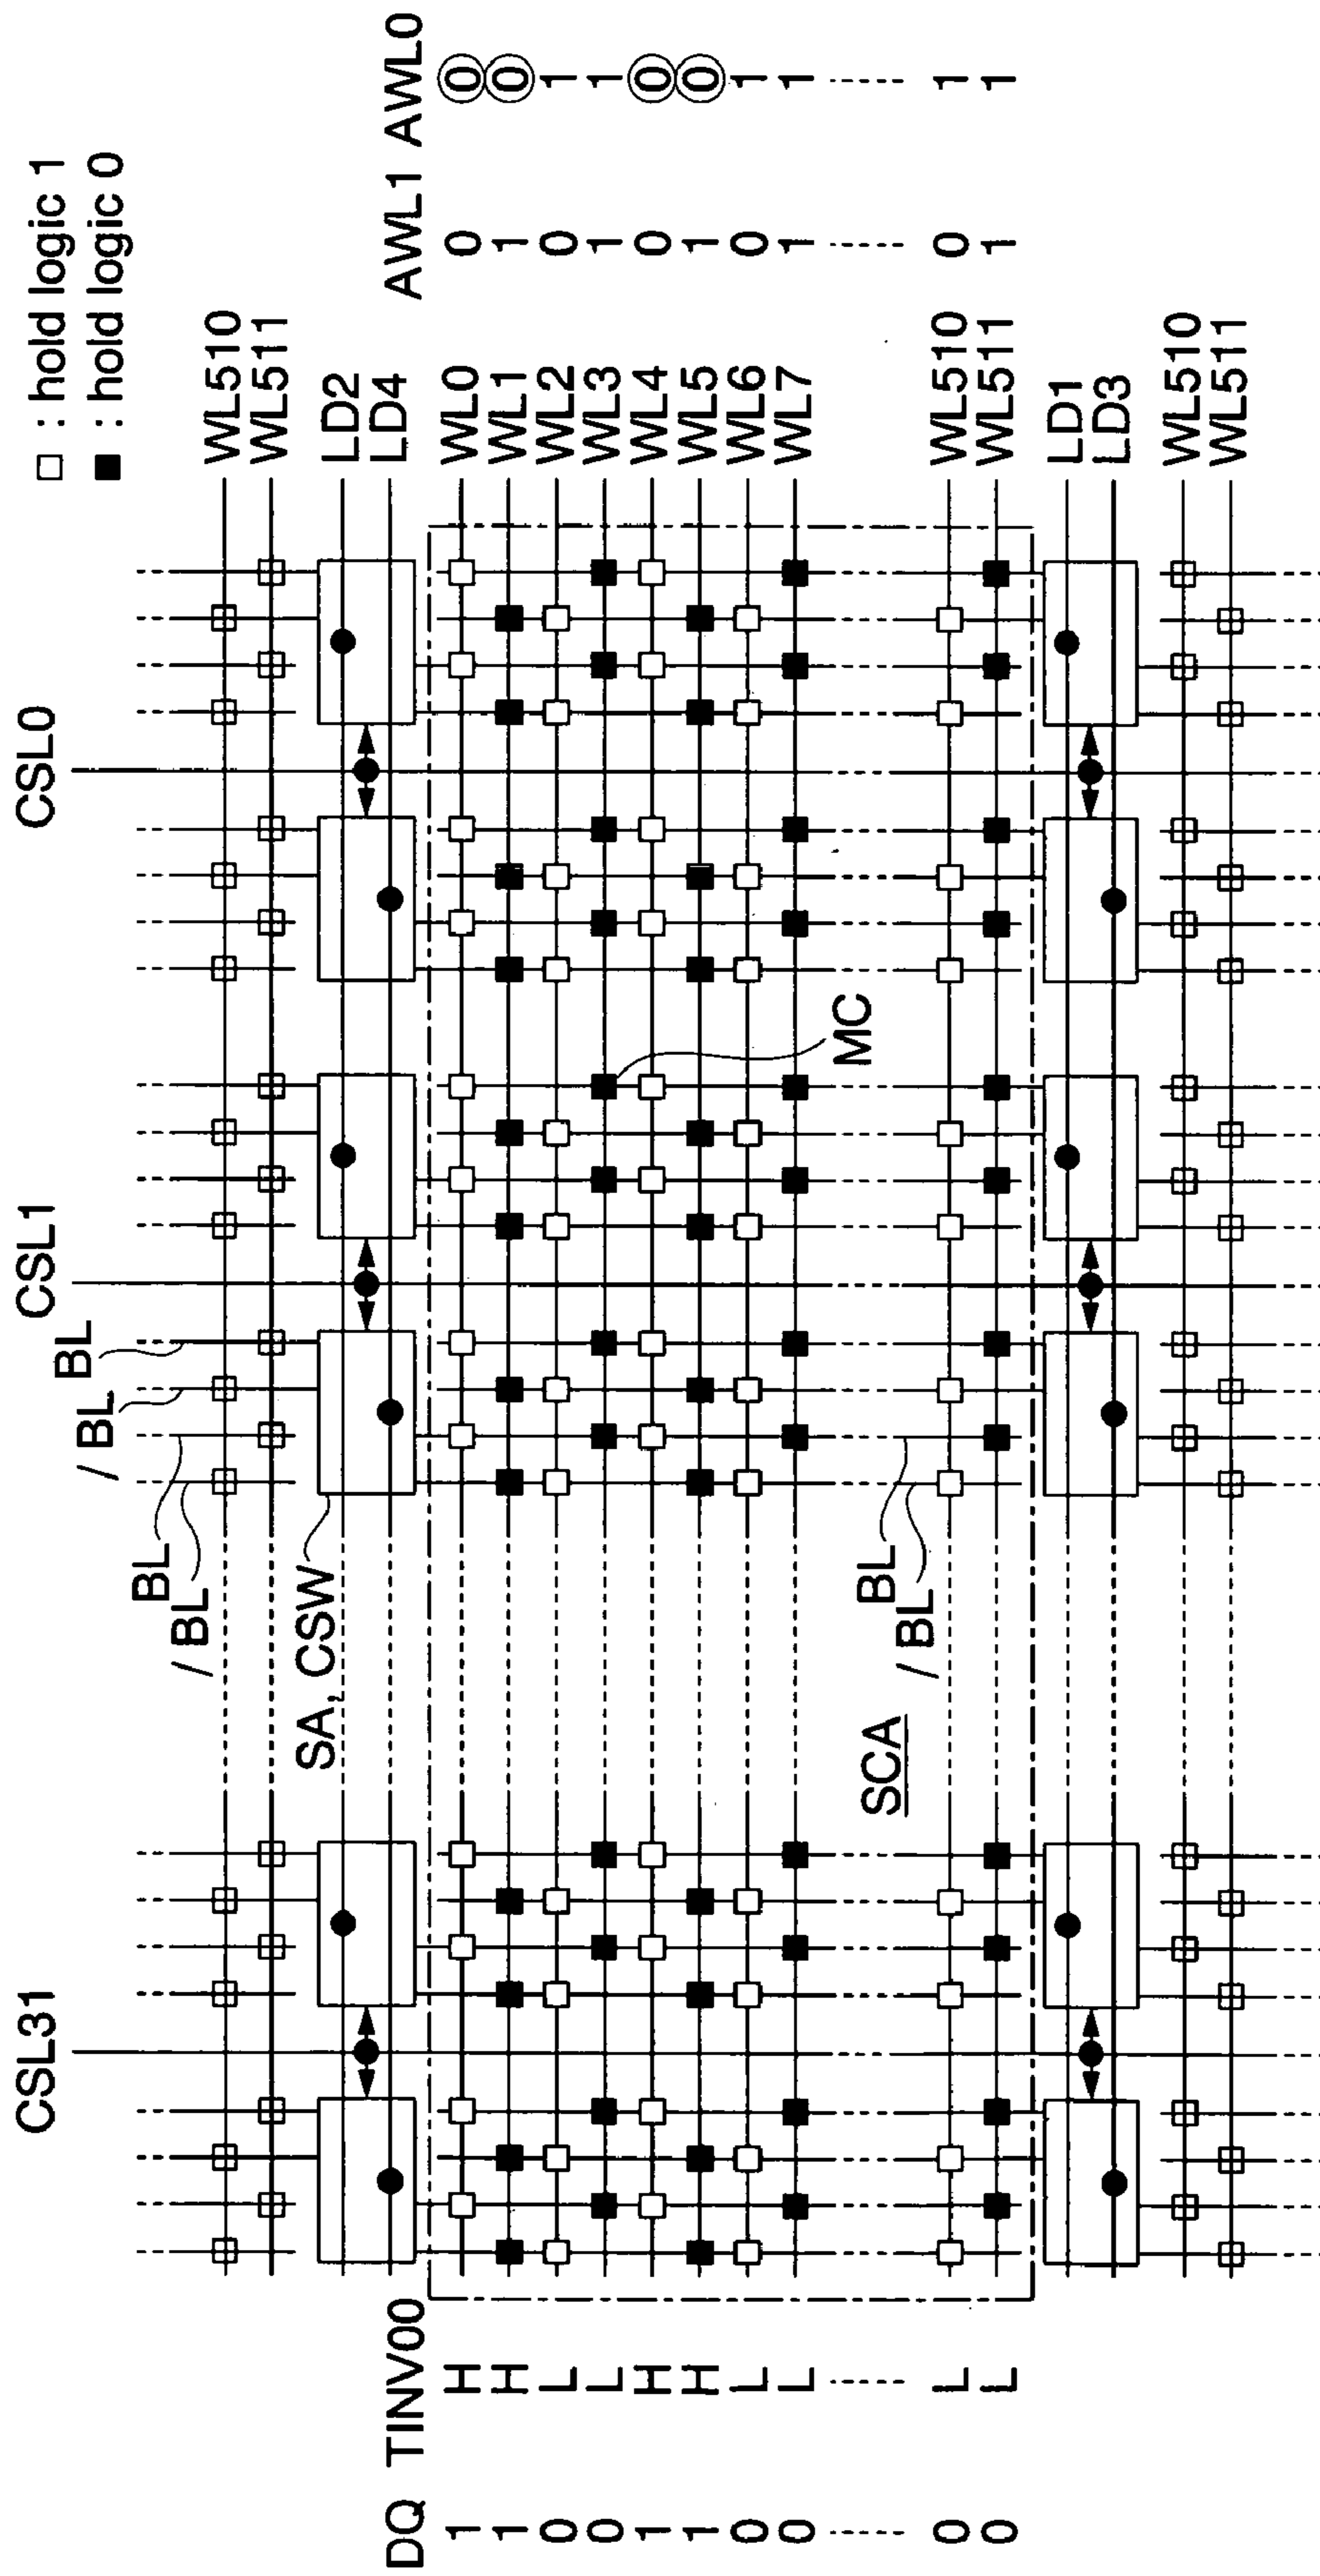 □ : hold logic 1
■ : hold logic 0
CSL31 CSL1 CSL0
/ BL BL
BL
/ BL
WL510
WL511
SA, CSW
LD2
LD4
DQ TINV00 AWL1 AWL0
1 H WL0 0 0
1 H WL1 1 0
0 L WL2 0 1
0 L WL3 1 1
1 H WL4 0 0
1 H WL5 1 0
0 L WL6 0 1
0 L WL7 1 1
MC
SCA
BL
/ BL
0 L WL510 0 1
0 L WL511 1 1
LD1
LD3
WL510
WL511